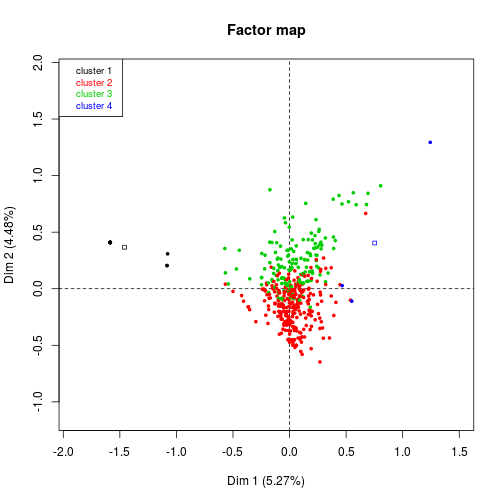 Factor map
cluster 1
cluster 2
cluster 3
cluster 4
2.0
1.5
1.0
0.5
0.0
-0.5
-1.0
Dim 2 (4.48%)
-2.0 -1.5 -1.0 -0.5 0.0 0.5 1.0 1.5
Dim 1 (5.27%)